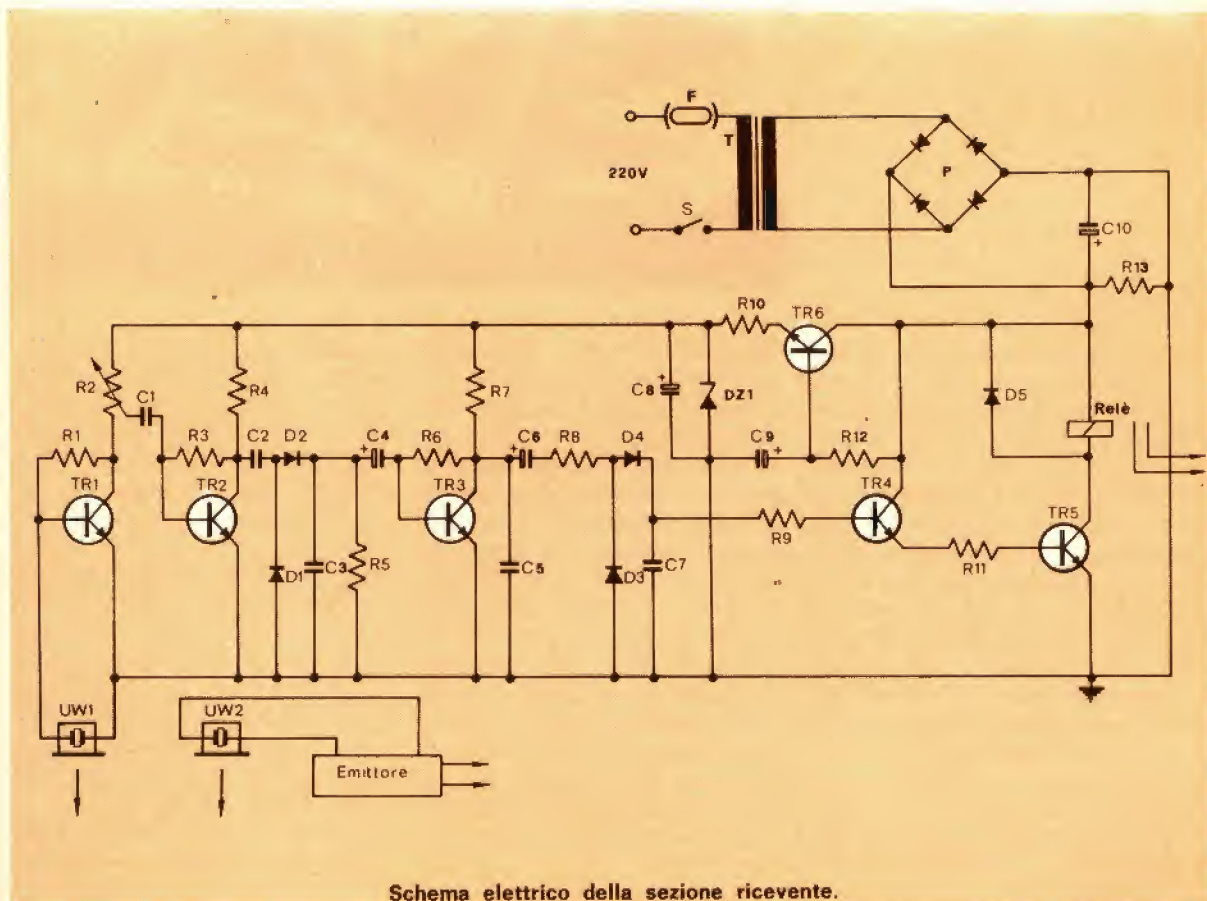 F
T
220V
P
S
C10
+
R13
R10
TR6
R2
C1
R4
R7
+
C8
DZ1
D5
Relè
R1
R3
C2
D2
+
C4
R6
+
C6
R8
D4
C9
+
R12
TR1
TR2
TR3
TR4
TR5
D1
C3
R5
C5
D3
C7
R9
R11
UW1
UW2
Emittore
Schema elettrico della sezione ricevente.